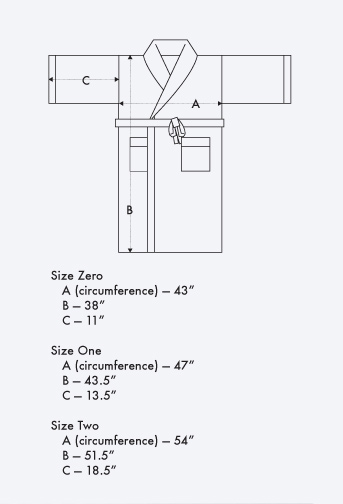 C
A
B
Size Zero
A (circumference) – 43"
B – 38"
C – 11"
Size One
A (circumference) – 47"
B – 43.5"
C – 13.5"
Size Two
A (circumference) – 54"
B – 51.5"
C – 18.5"